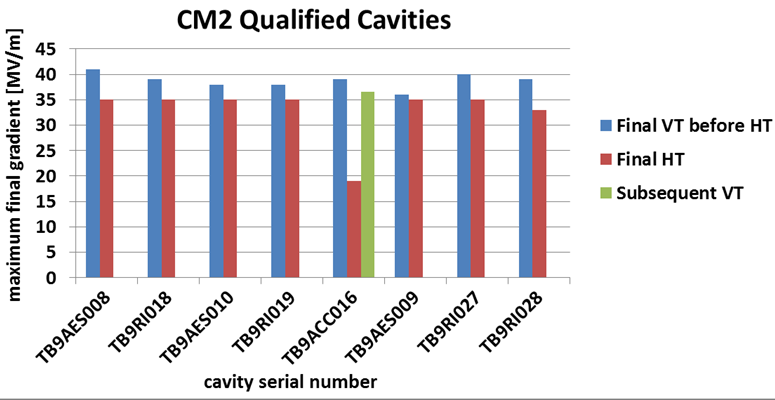 CM2 Qualified Cavities
maximum final gradient [MV/m]
45
40
35
30
25
20
15
10
5
0
TB9AES008
TB9RI018
TB9AES010
TB9RI019
TB9ACC016
TB9AES009
TB9RI027
TB9RI028
cavity serial number
Final VT before HT
Final HT
Subsequent VT